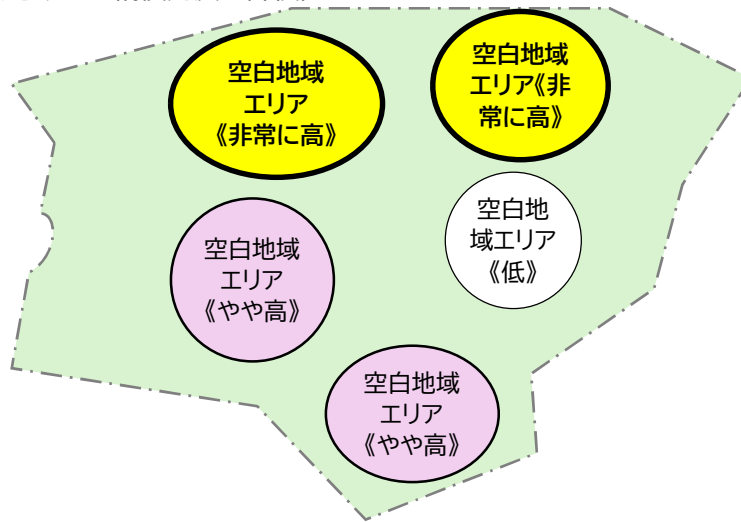 空白地域
エリア
《非常に高》
空白地域
エリア《非
常に高》
空白地
域エリア
《低》
空白地域
エリア
《やや高》
空白地域
エリア
《やや高》